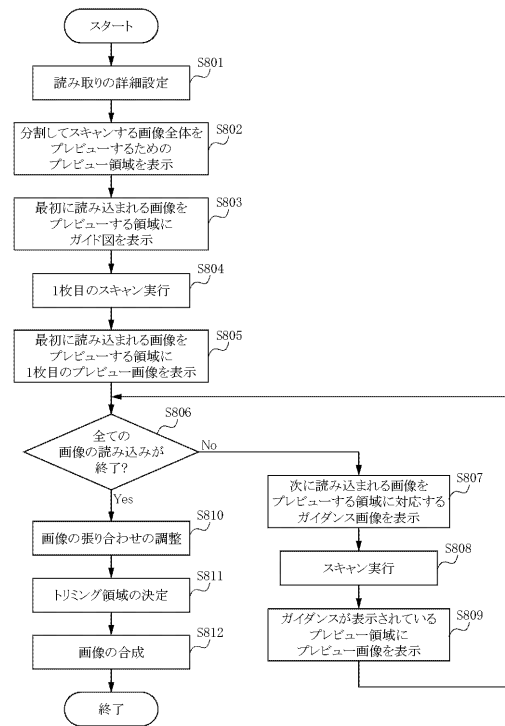 スタート
S801
読み取りの詳細設定
S802
分割してスキャンする画像全体を
プレビューするための
プレビュー領域を表示
S803
最初に読み込まれる画像を
プレビューする領域に
ガイド図を表示
S804
1枚目のスキャン実行
S805
最初に読み込まれる画像を
プレビューする領域に
1枚目のプレビュー画像を表示
S806
全ての
画像の読み込みが
終了?
No
Yes
S807
次に読み込まれる画像を
プレビューする領域に対応する
ガイダンス画像を表示
S808
スキャン実行
S809
ガイダンスが表示されている
プレビュー領域に
プレビュー画像を表示
S810
画像の張り合わせの調整
S811
トリミング領域の決定
S812
画像の合成
終了